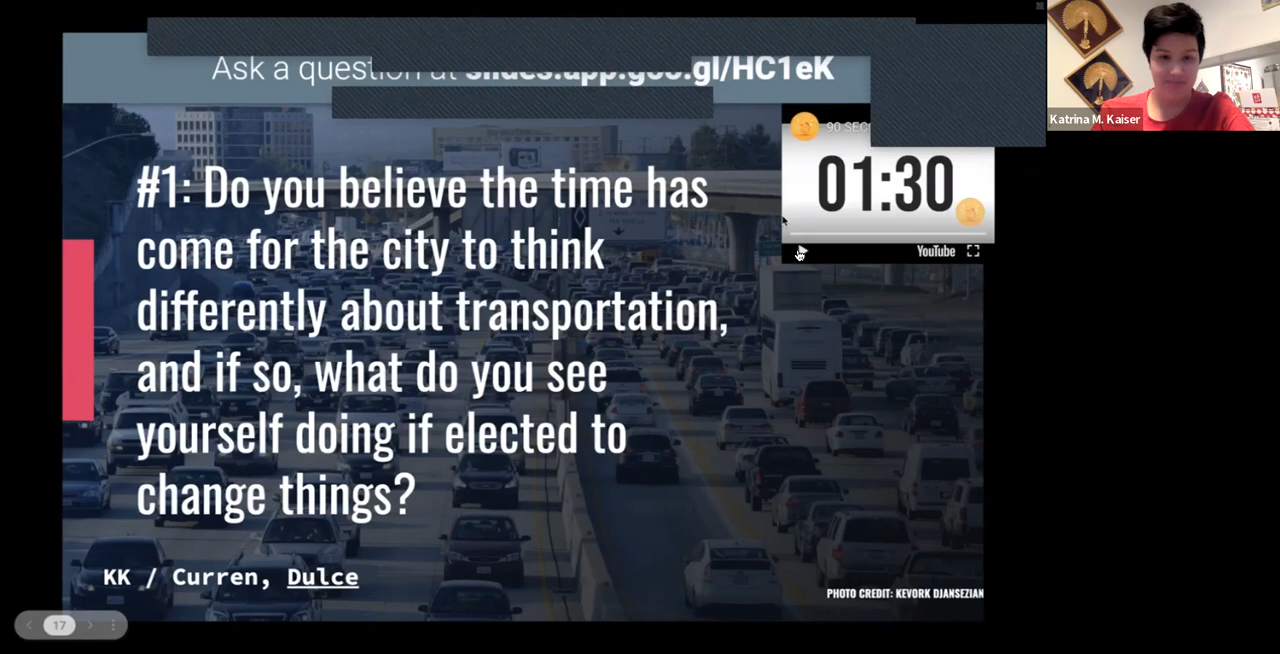 Ask a question at slides.app.goo.gl/HC1eK
90 SEC
01:30
YouTube
#1: Do you believe the time has
come for the city to think
differently about transportation,
and if so, what do you see
yourself doing if elected to
change things?
KK / Curren, Dulce
PHOTO CREDIT: KEVORK DJANSEZIAN
17
Katrina M. Kaiser